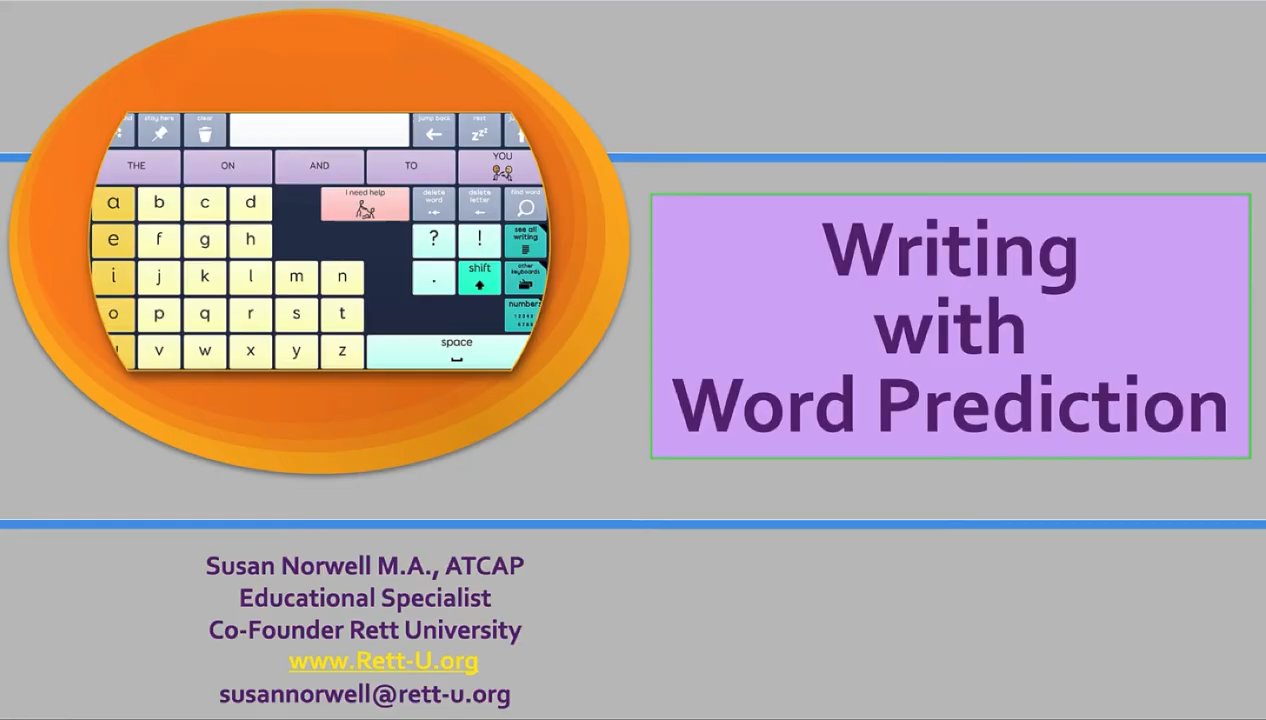 stay here clear jump back rest
zzz
THE ON AND TO YOU
a b c d I need help delete word delete letter find word
e f g h ? ! see all writing
i j k l m n . shift other keyboards
o p q r s t numbers
v w x y z space
Writing
with
Word Prediction
Susan Norwell M.A., ATCAP
Educational Specialist
Co-Founder Rett University
www.Rett-U.org
susannorwell@rett-u.org